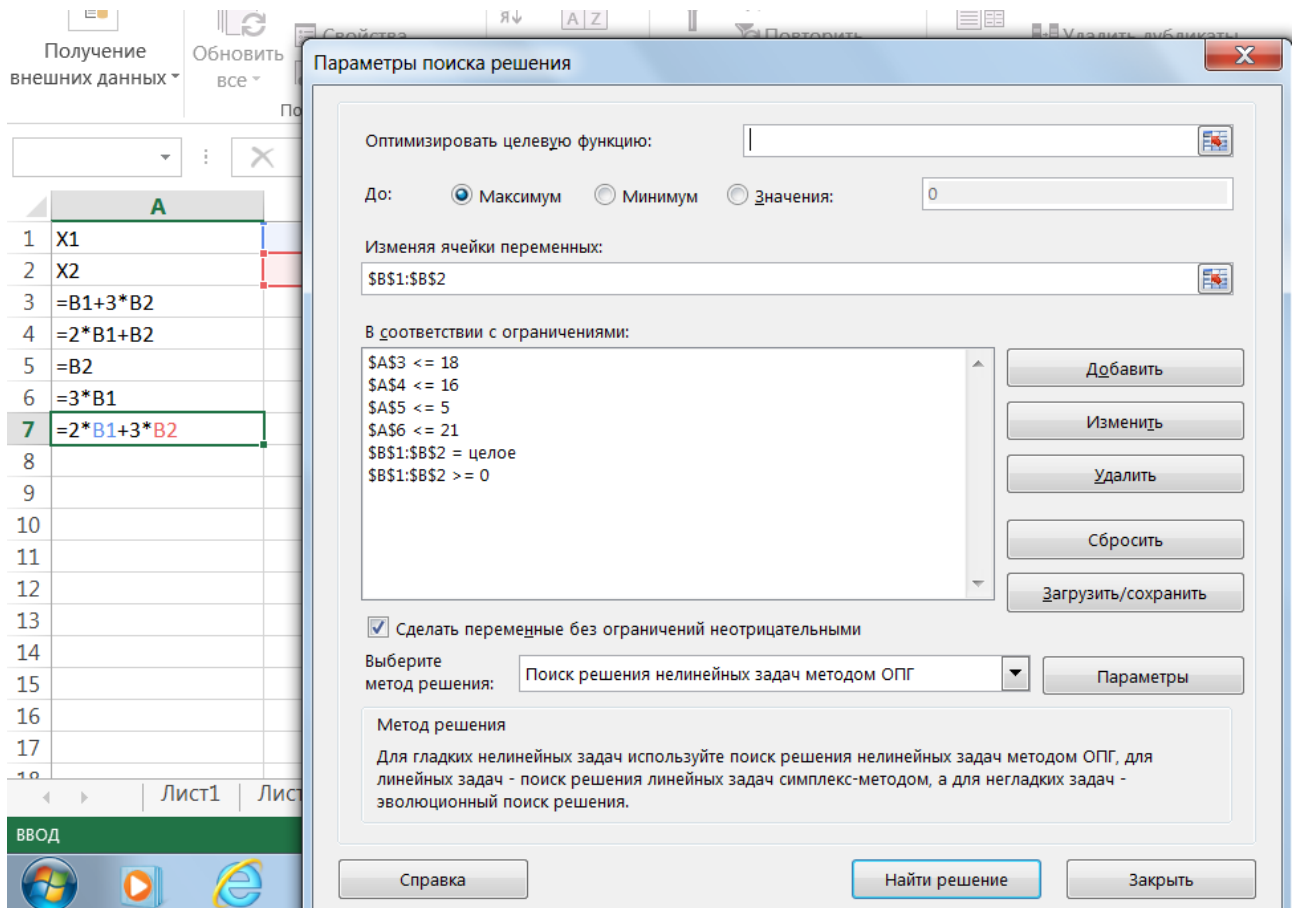 Получение
внешних данных
Обновить
все
По
Свойства
А Z
Повторить
Удалить дубликаты
Параметры поиска решения
Оптимизировать целевую функцию:
До:
Максимум
Минимум
Значения:
0
Изменяя ячейки переменных:
$B$1:$B$2
В соответствии с ограничениями:
$A$3 <= 18
$A$4 <= 16
$A$5 <= 5
$A$6 <= 21
$B$1:$B$2 = целое
$B$1:$B$2 >= 0
Добавить
Изменить
Удалить
Сбросить
Загрузить/сохранить
Сделать переменные без ограничений неотрицательными
Выберите
метод решения:
Поиск решения нелинейных задач методом ОПГ
Параметры
Метод решения
Для гладких нелинейных задач используйте поиск решения нелинейных задач методом ОПГ, для
линейных задач - поиск решения линейных задач симплекс-методом, а для негладких задач -
эволюционный поиск решения.
Справка
Найти решение
Закрыть
A
1 X1
2 X2
3 =B1+3*B2
4 =2*B1+B2
5 =B2
6 =3*B1
7 =2*B1+3*B2
8
9
10
11
12
13
14
15
16
17
18
Лист1
Лист
ВВОД